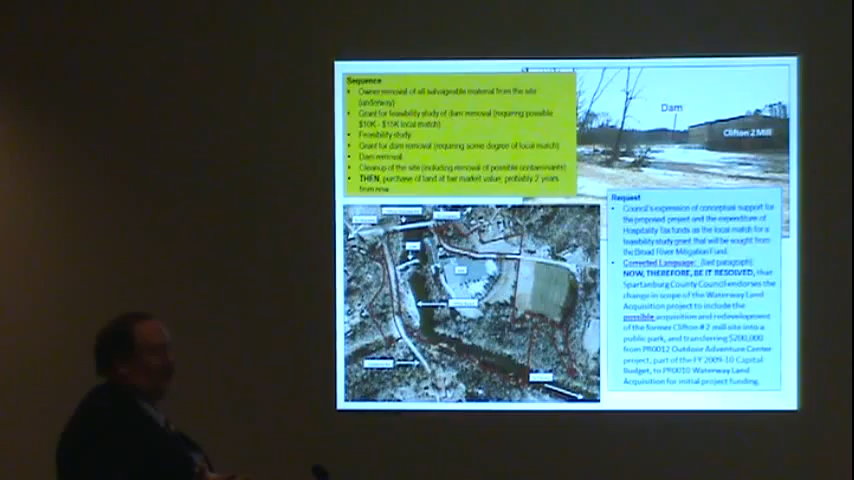 Sequence
• Owner removal of all salvageable material from the site
(underway)
• Grant for feasibility study of dam removal (requiring possible
$10K - $15K local match)
• Feasibility study
• Grant for dam removal (requiring some degree of local match)
• Dam removal
• Cleanup of the site (including removal of possible contaminants)
• THEN, purchase of land at fair market value, probably 2 years
from now
Dam
Clifton 2 Mill
Request
• Council's expression of conceptual support for
the proposed project and the expenditure of
Hospitality Tax funds as the local match for a
feasibility study grant that will be sought from
the Broad River Mitigation Fund.
• Corrected Language: (last paragraph):
NOW, THEREFORE, BE IT RESOLVED, that
Spartanburg County Council endorses the
change in scope of the Waterway Land
Acquisition project to include the
possible acquisition and redevelopment
of the former Clifton # 2 mill site into a
public park, and transferring $200,000
from PR0012 Outdoor Adventure Center
project, part of the FY 2009-10 Capital
Budget, to PR0010 Waterway Land
Acquisition for initial project funding.